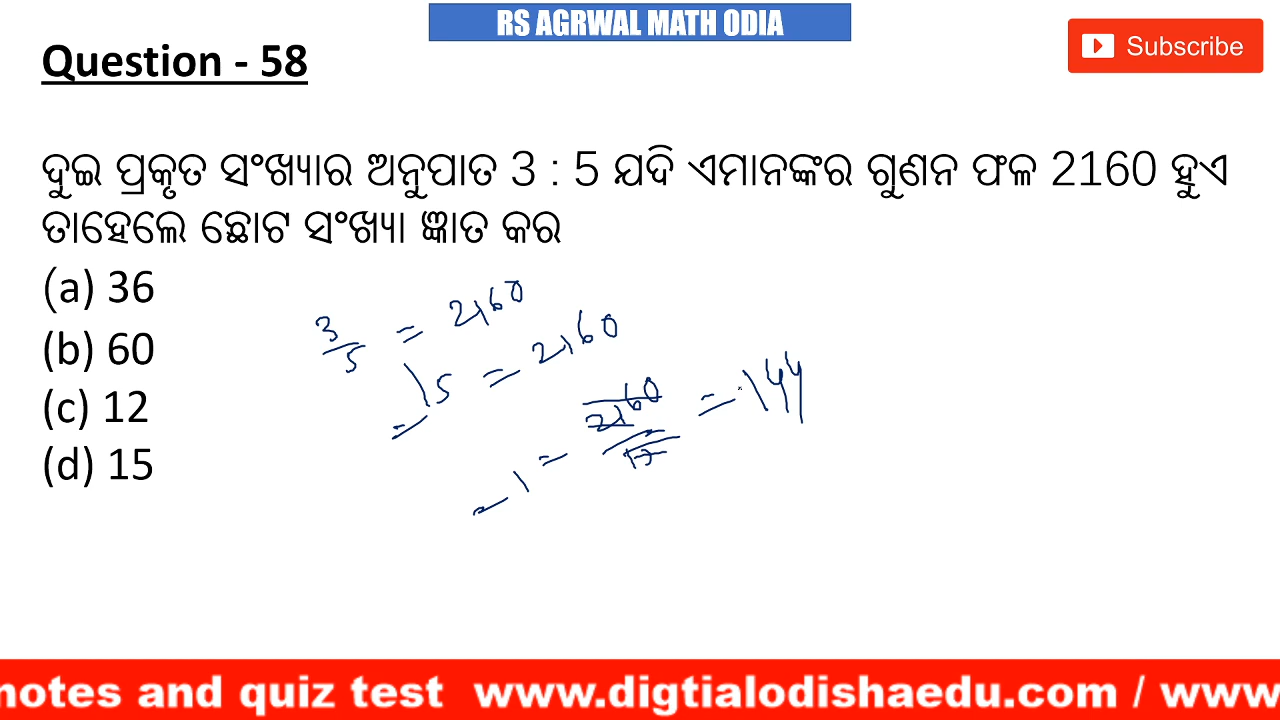 RS AGRWAL MATH ODIA
Subscribe
Question - 58
ଦୁଇ ପ୍ରକୃତ ସଂଖ୍ୟାର ଅନୁପାତ 3 : 5 ଯଦି ଏମାନଙ୍କର ଗୁଣନ ଫଳ 2160 ହୁଏ
ତାହେଲେ ଛୋଟ ସଂଖ୍ୟା ଜ୍ଞାତ କର
(a) 36
(b) 60
(c) 12
(d) 15
3/5 = 2160
= 15 = 2160
1 = 2160/15 = 144
notes and quiz test www.digtialodishaedu.com / www